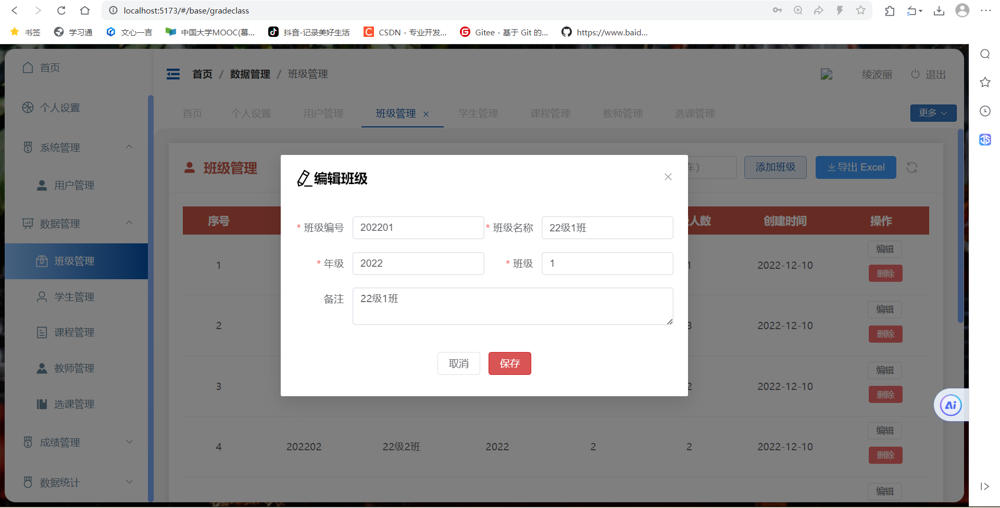 localhost:5173/#/base/gradeclass
书签 学习通 文心一言 中国大学MOOC(慕... 抖音-记录美好生活 CSDN - 专业开发... Gitee - 基于 Git 的... https://www.baid...
首页
个人设置
系统管理
用户管理
数据管理
班级管理
学生管理
课程管理
教师管理
选课管理
成绩管理
数据统计
首页 / 数据管理 / 班级管理
绫波丽 退出
首页 个人设置 用户管理 班级管理 学生管理 课程管理 教师管理 选课管理 更多
班级管理 车) 添加班级 导出 Excel
序号 人数 创建时间 操作
1 1 2022-12-10 编辑 删除
2 3 2022-12-10 编辑 删除
3 2 2022-12-10 编辑 删除
4 202202 22级2班 2022 2 2 2022-12-10 编辑 删除
编辑
编辑班级
* 班级编号 202201 * 班级名称 22级1班
* 年级 2022 * 班级 1
备注 22级1班
取消 保存
Ai